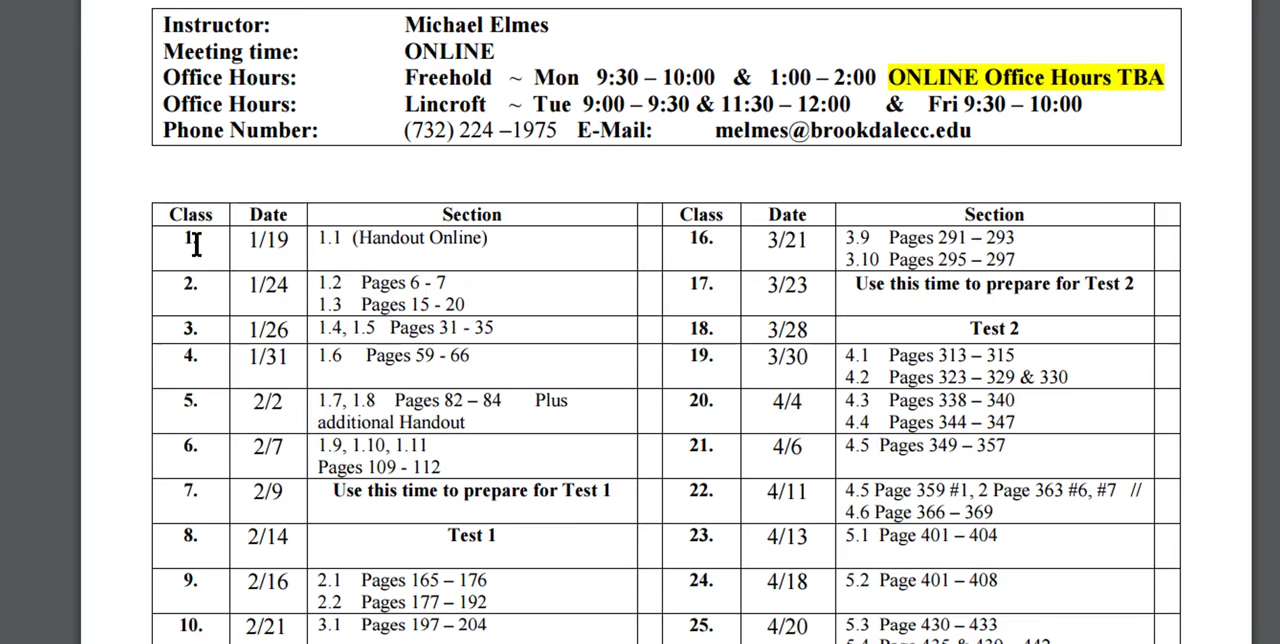 Instructor: Michael Elmes
Meeting time: ONLINE
Office Hours: Freehold ~ Mon 9:30 – 10:00 & 1:00 – 2:00 ONLINE Office Hours TBA
Office Hours: Lincroft ~ Tue 9:00 – 9:30 & 11:30 – 12:00 & Fri 9:30 – 10:00
Phone Number: (732) 224 –1975 E-Mail: melmes@brookdalecc.edu
Class Date Section Class Date Section
1. 1/19 1.1 (Handout Online) 16. 3/21 3.9 Pages 291 – 293
3.10 Pages 295 – 297
2. 1/24 1.2 Pages 6 - 7 17. 3/23 Use this time to prepare for Test 2
1.3 Pages 15 - 20
3. 1/26 1.4, 1.5 Pages 31 - 35 18. 3/28 Test 2
4. 1/31 1.6 Pages 59 - 66 19. 3/30 4.1 Pages 313 – 315
4.2 Pages 323 – 329 & 330
5. 2/2 1.7, 1.8 Pages 82 – 84 Plus 20. 4/4 4.3 Pages 338 – 340
additional Handout 4.4 Pages 344 – 347
6. 2/7 1.9, 1.10, 1.11 21. 4/6 4.5 Pages 349 – 357
Pages 109 - 112
7. 2/9 Use this time to prepare for Test 1 22. 4/11 4.5 Page 359 #1, 2 Page 363 #6, #7 //
4.6 Page 366 – 369
8. 2/14 Test 1 23. 4/13 5.1 Page 401 – 404
9. 2/16 2.1 Pages 165 – 176 24. 4/18 5.2 Page 401 – 408
2.2 Pages 177 – 192
10. 2/21 3.1 Pages 197 – 204 25. 4/20 5.3 Page 430 – 433